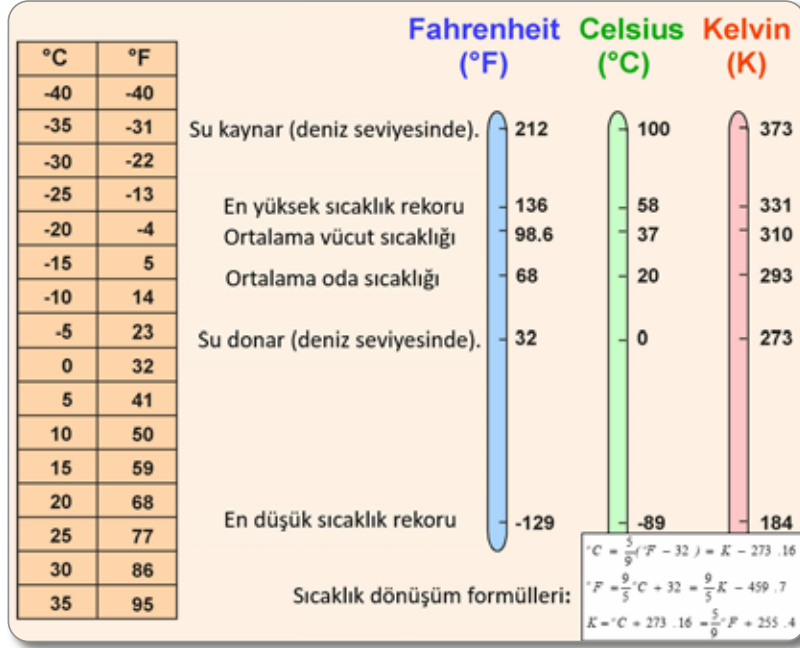 Fahrenheit Celsius Kelvin
(°F) (°C) (K)
°C °F
-40 -40
-35 -31
-30 -22
-25 -13
-20 -4
-15 5
-10 14
-5 23
0 32
5 41
10 50
15 59
20 68
25 77
30 86
35 95
Su kaynar (deniz seviyesinde). 212 100 373
En yüksek sıcaklık rekoru 136 58 331
Ortalama vücut sıcaklığı 98.6 37 310
Ortalama oda sıcaklığı 68 20 293
Su donar (deniz seviyesinde). 32 0 273
En düşük sıcaklık rekoru -129 -89 184
Sıcaklık dönüşüm formülleri:
°C = 5/9(°F - 32 ) = K - 273 .16
°F = 9/5°C + 32 = 9/5K - 459 .7
K = °C + 273 .16 = 5/9°F + 255 .4